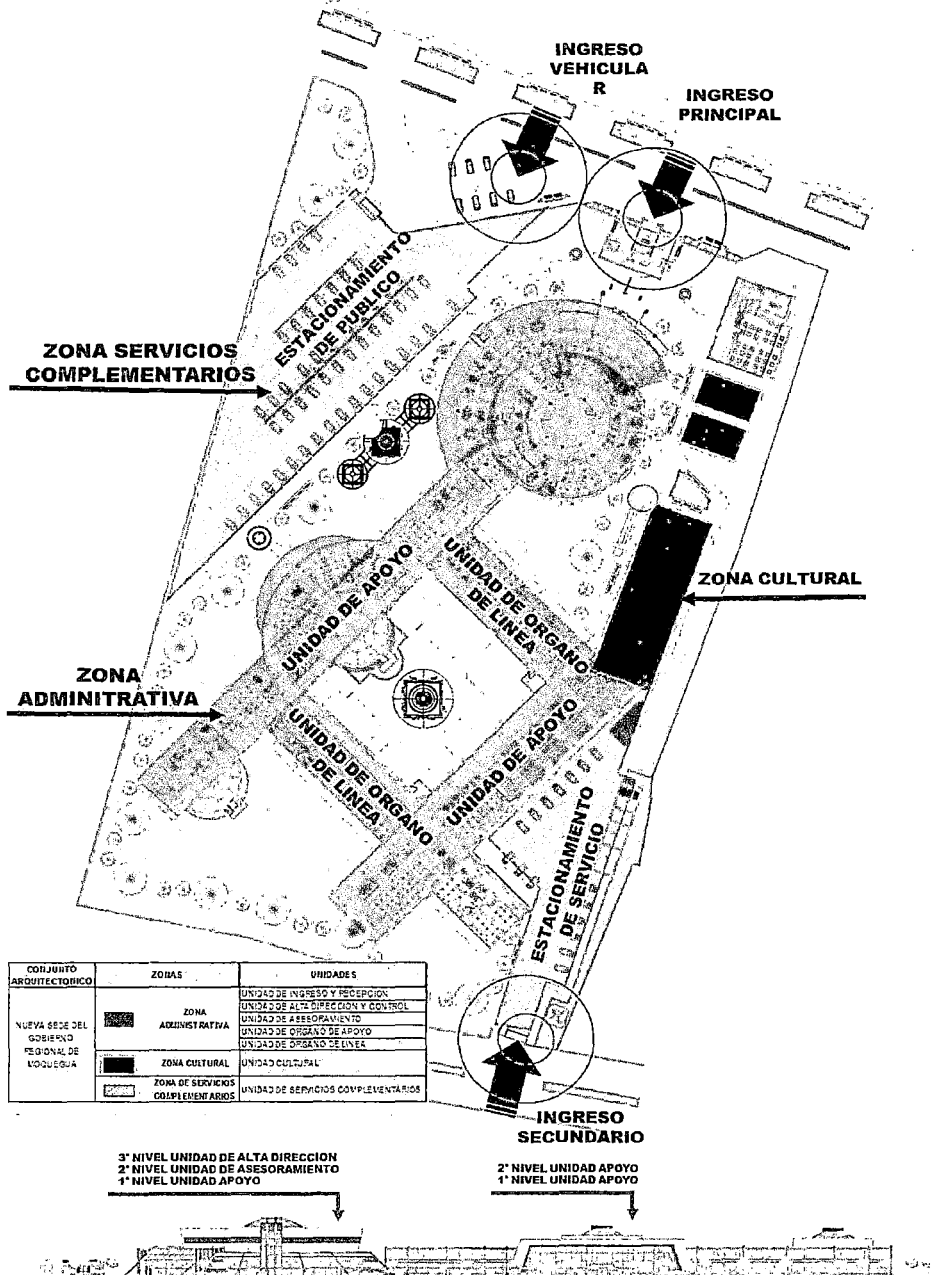 INGRESO
VEHICULA
R
INGRESO
PRINCIPAL
ESTACIONAMIENTO
DE PUBLICO
ZONA SERVICIOS
COMPLEMENTARIOS
UNIDAD DE APOYO
UNIDAD DE ORGANO
DE LINEA
ZONA CULTURAL
ZONA
ADMINITRATIVA
UNIDAD DE ORGANO
DE LINEA
UNIDAD DE APOYO
ESTACIONAMIENTO
DE SERVICIO
CONJUNTO
ARQUITECTONICO
ZONAS
UNIDADES
NUEVA SEDE DEL
GOBIERNO
REGIONAL DE
MOQUEGUA
ZONA
ADMINISTRATIVA
UNIDAD DE INGRESO Y RECEPCION
UNIDAD DE ALTA DIRECCION Y CONTROL
UNIDAD DE ASESORAMIENTO
UNIDAD DE ORGANO DE APOYO
UNIDAD DE ORGANO DE LINEA
ZONA CULTURAL
UNIDAD CULTURAL
ZONA DE SERVICIOS
COMPLEMENTARIOS
UNIDAD DE SERVICIOS COMPLEMENTARIOS
INGRESO
SECUNDARIO
3° NIVEL UNIDAD DE ALTA DIRECCION
2° NIVEL UNIDAD DE ASESORAMIENTO
1° NIVEL UNIDAD APOYO
2° NIVEL UNIDAD APOYO
1° NIVEL UNIDAD APOYO